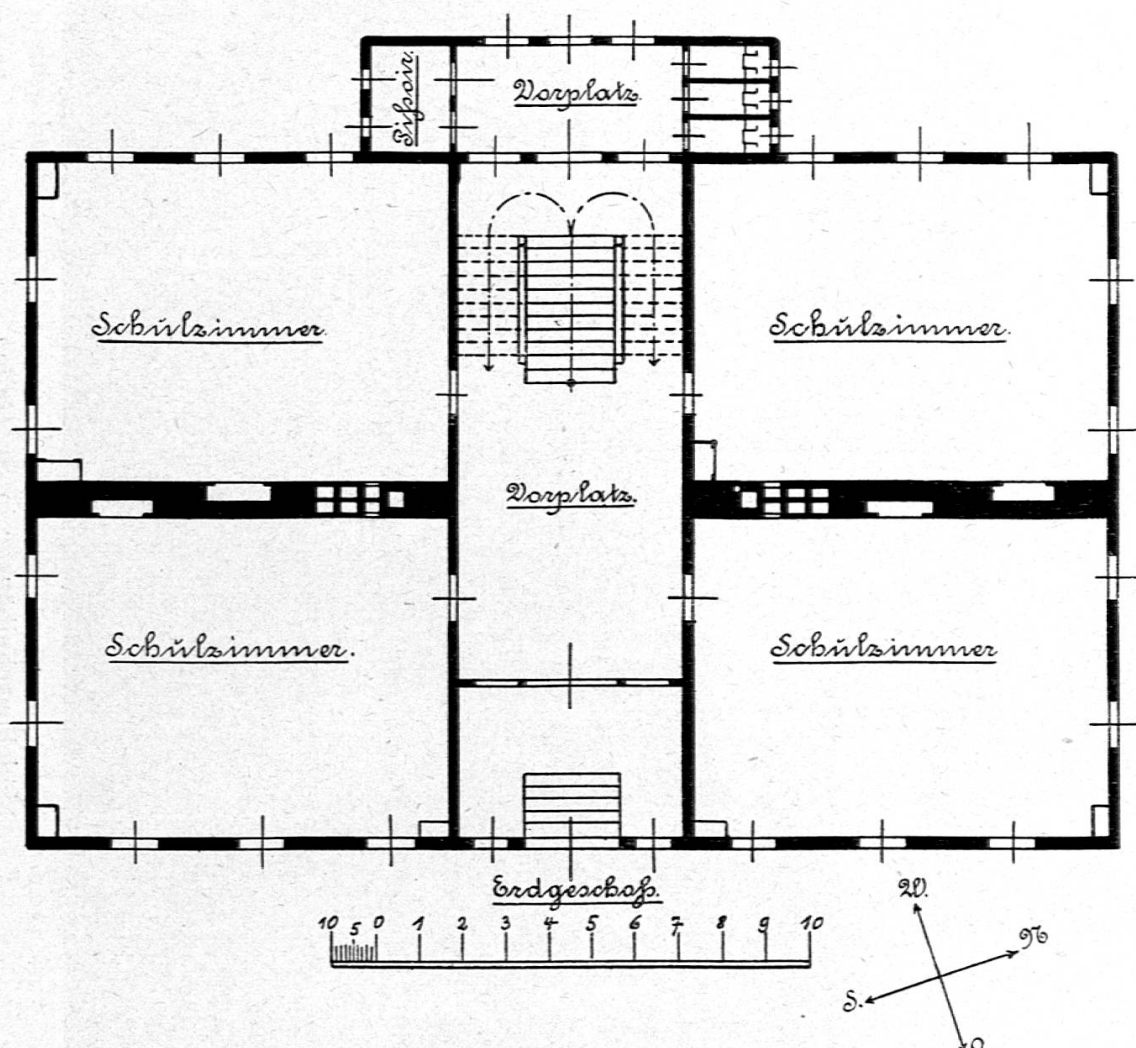 Pißoir.
Vorplatz.
Schulzimmer.
Schulzimmer.
Vorplatz.
Schulzimmer.
Schulzimmer
Erdgeschoß.
10 5 0 1 2 3 4 5 6 7 8 9 10
W.
N
S.
O.